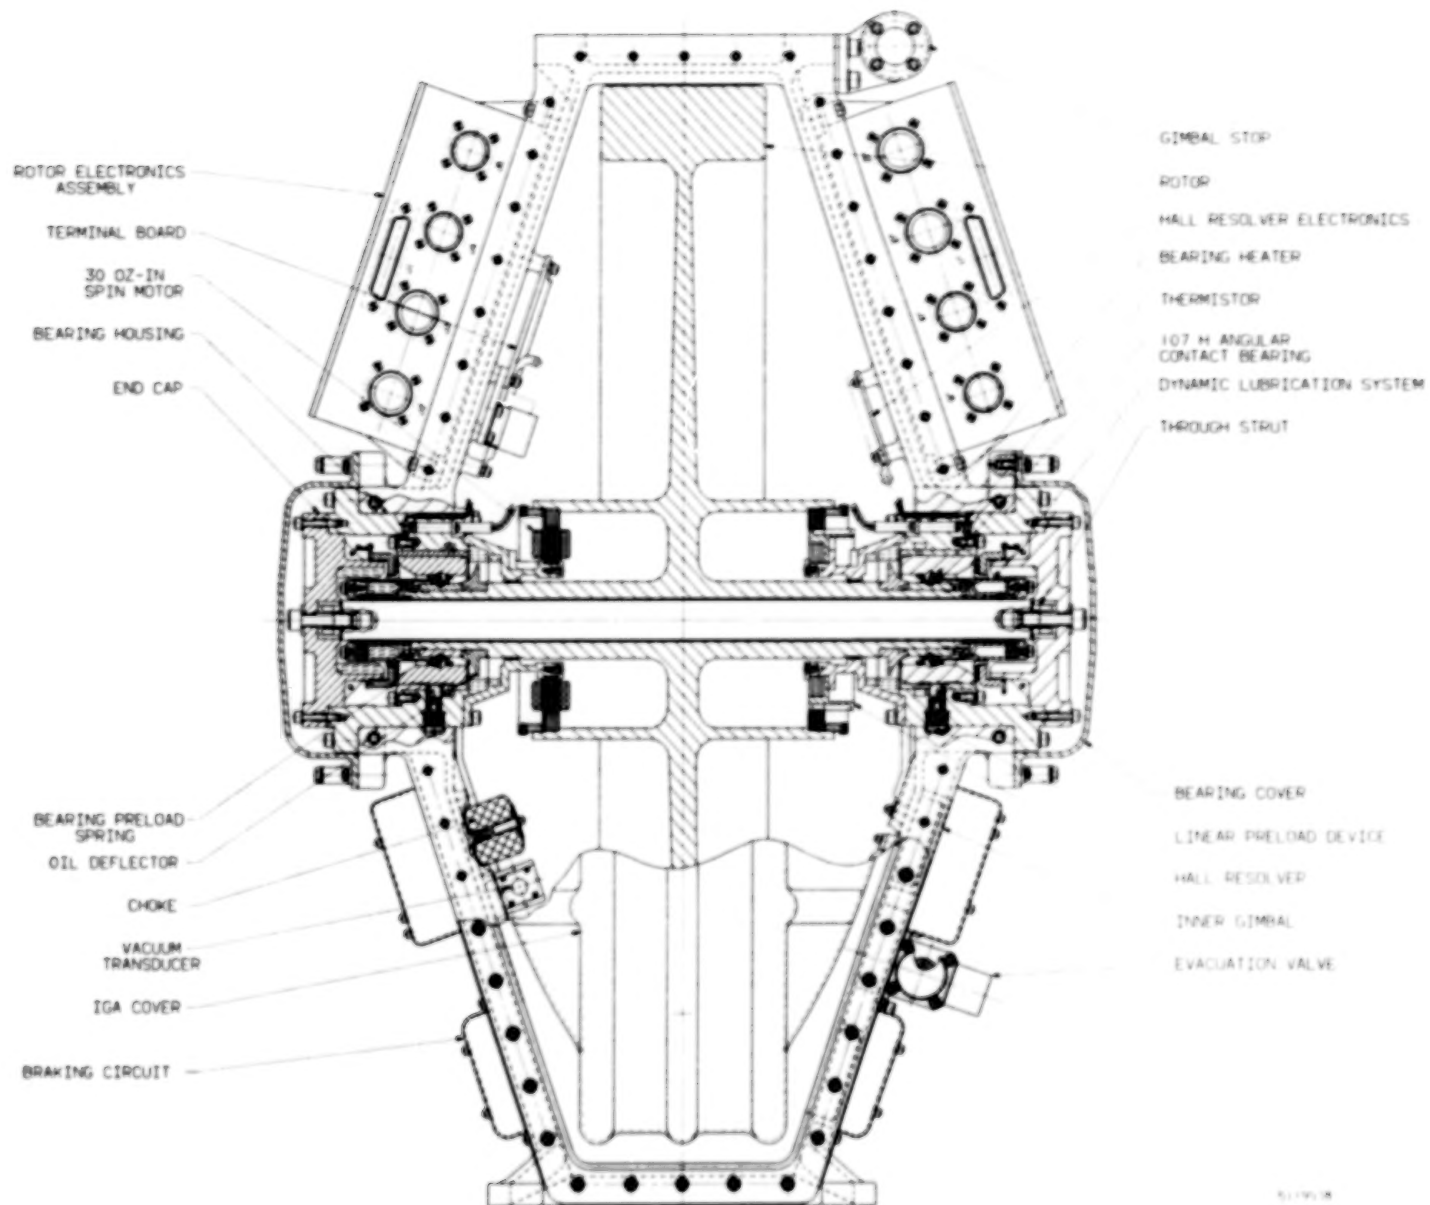 ROTOR ELECTRONICS
ASSEMBLY
TERMINAL BOARD
30 OZ-IN
SPIN MOTOR
BEARING HOUSING
END CAP
GIMBAL STOP
ROTOR
HALL RESOLVER ELECTRONICS
BEARING HEATER
THERMISTOR
107 H ANGULAR
CONTACT BEARING
DYNAMIC LUBRICATION SYSTEM
THROUGH STRUT
BEARING PRELOAD
SPRING
OIL DEFLECTOR
CHOKE
VACUUM
TRANSDUCER
IGA COVER
BRAKING CIRCUIT
BEARING COVER
LINEAR PRELOAD DEVICE
HALL RESOLVER
INNER GIMBAL
EVACUATION VALVE